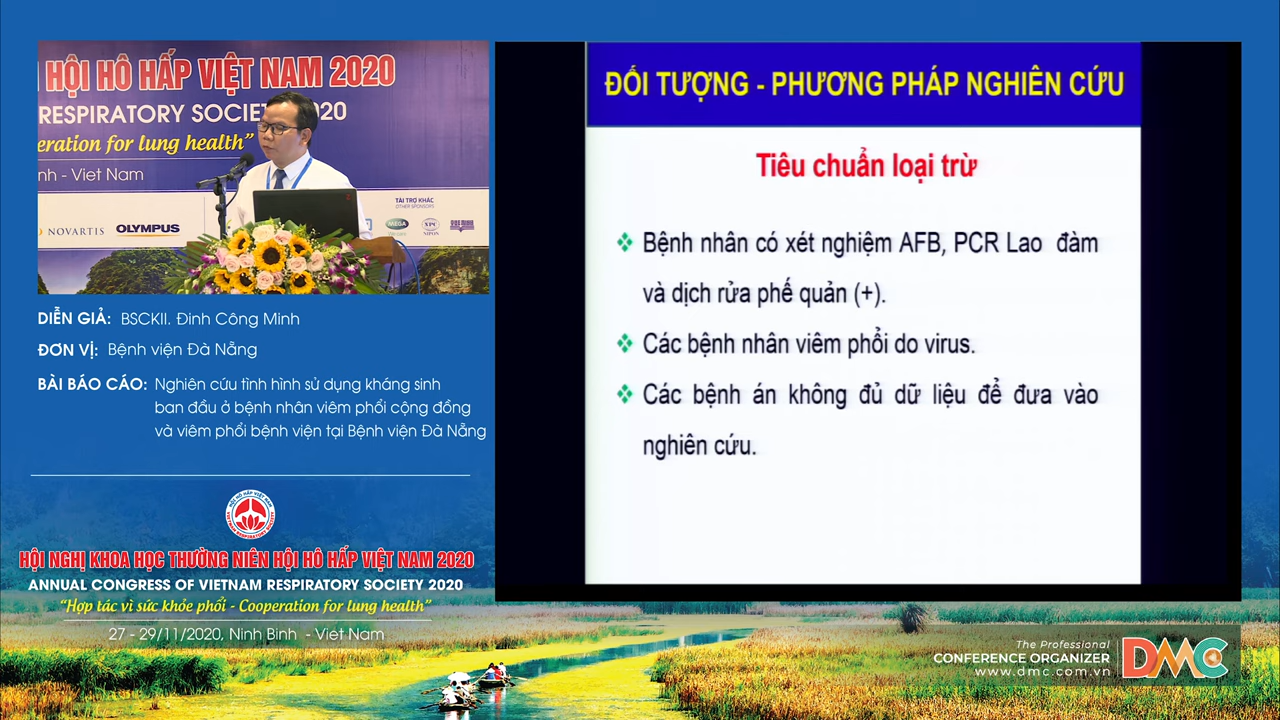 HỘI HÔ HẤP VIỆT NAM 2020
RESPIRATORY SOCIETY 2020
eration for lung health"
nh - Viet Nam
TÀI TRỢ KHÁC
OTHER SPONSORS
NOVARTIS
OLYMPUS
MEGA
DIỄN GIẢ: BSCKII. Đinh Công Minh
ĐƠN VỊ: Bệnh viện Đà Nẵng
BÀI BÁO CÁO: Nghiên cứu tình hình sử dụng kháng sinh
ban đầu ở bệnh nhân viêm phổi cộng đồng
và viêm phổi bệnh viện tại Bệnh viện Đà Nẵng
HỘI NGHỊ KHOA HỌC THƯỜNG NIÊN HỘI HÔ HẤP VIỆT NAM 2020
ANNUAL CONGRESS OF VIETNAM RESPIRATORY SOCIETY 2020
"Hợp tác vì sức khỏe phổi - Cooperation for lung health"
27 - 29/11/2020, Ninh Binh - Viet Nam
ĐỐI TƯỢNG - PHƯƠNG PHÁP NGHIÊN CỨU
Tiêu chuẩn loại trừ
Bệnh nhân có xét nghiệm AFB, PCR Lao đàm
và dịch rửa phế quản (+).
Các bệnh nhân viêm phổi do virus.
Các bệnh án không đủ dữ liệu để đưa vào
nghiên cứu.
The Professional
CONFERENCE ORGANIZER
www.dmc.com.vn
DMC